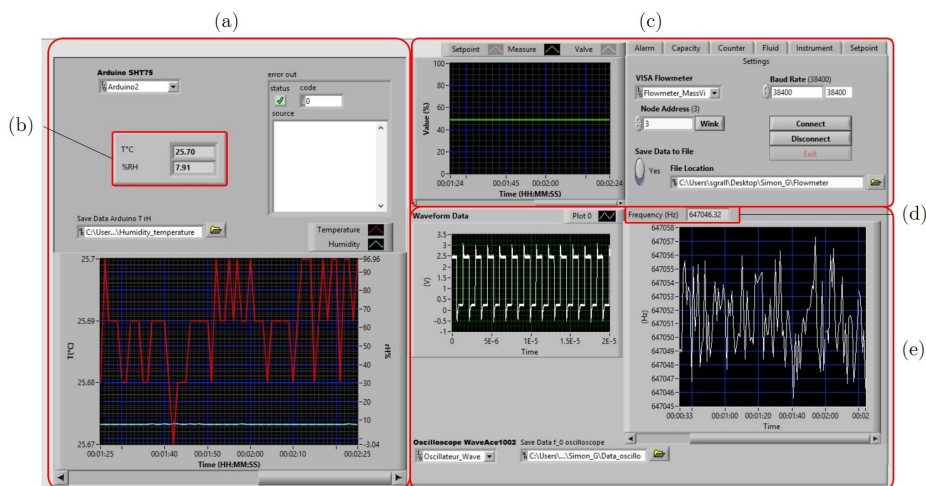 (a)
(c)
(b)
(d)
(e)
Arduino SHT75
Arduino2
error out
status code
0
source
T°C 25.70
%RH 7.91
Save Data Arduino T rH
C:\User...\Humidity_temperature
Temperature
Humidity
25.7
25.69
25.68
25.67
T(°C)
96.96
90
80
70
60
50
40
30
20
10
-3.04
rH%
00:01:25 00:01:40 00:01:50 00:02:00 00:02:10 00:02:25
Time (HH:MM:SS)
Setpoint Measure Valve
100
80
60
40
20
0
Value (%)
00:01:24 00:01:45 00:02:00 00:02:24
Time (HH:MM:SS)
Alarm Capacity Counter Fluid Instrument Setpoint
Settings
VISA Flowmeter
Flowmeter_MassVi
Baud Rate (38400)
38400 38400
Node Address (3)
3 Wink
Connect
Disconnect
Exit
Save Data to File
Yes
File Location
C:\Users\sgrall\Desktop\Simon_G\Flowmeter
Waveform Data Plot 0
3.5
3
2.5
2
1.5
1
0.5
0
-0.5
-1
(V)
0 5E-6 1E-5 1.5E-5 2E-5
Time
Frequency (Hz) 647046.32
647058
647057
647056
647055
647054
647053
647052
647051
647050
647049
647048
647047
647046
647045
(Hz)
00:00:33 00:01:00 00:01:20 00:01:40 00:02:00 00:02:
Time
Oscilloscope WaveAce1002
Oscillateur_Wave
Save Data f_0 oscilloscope
C:\Users\...\Simon_G\Data_oscillo